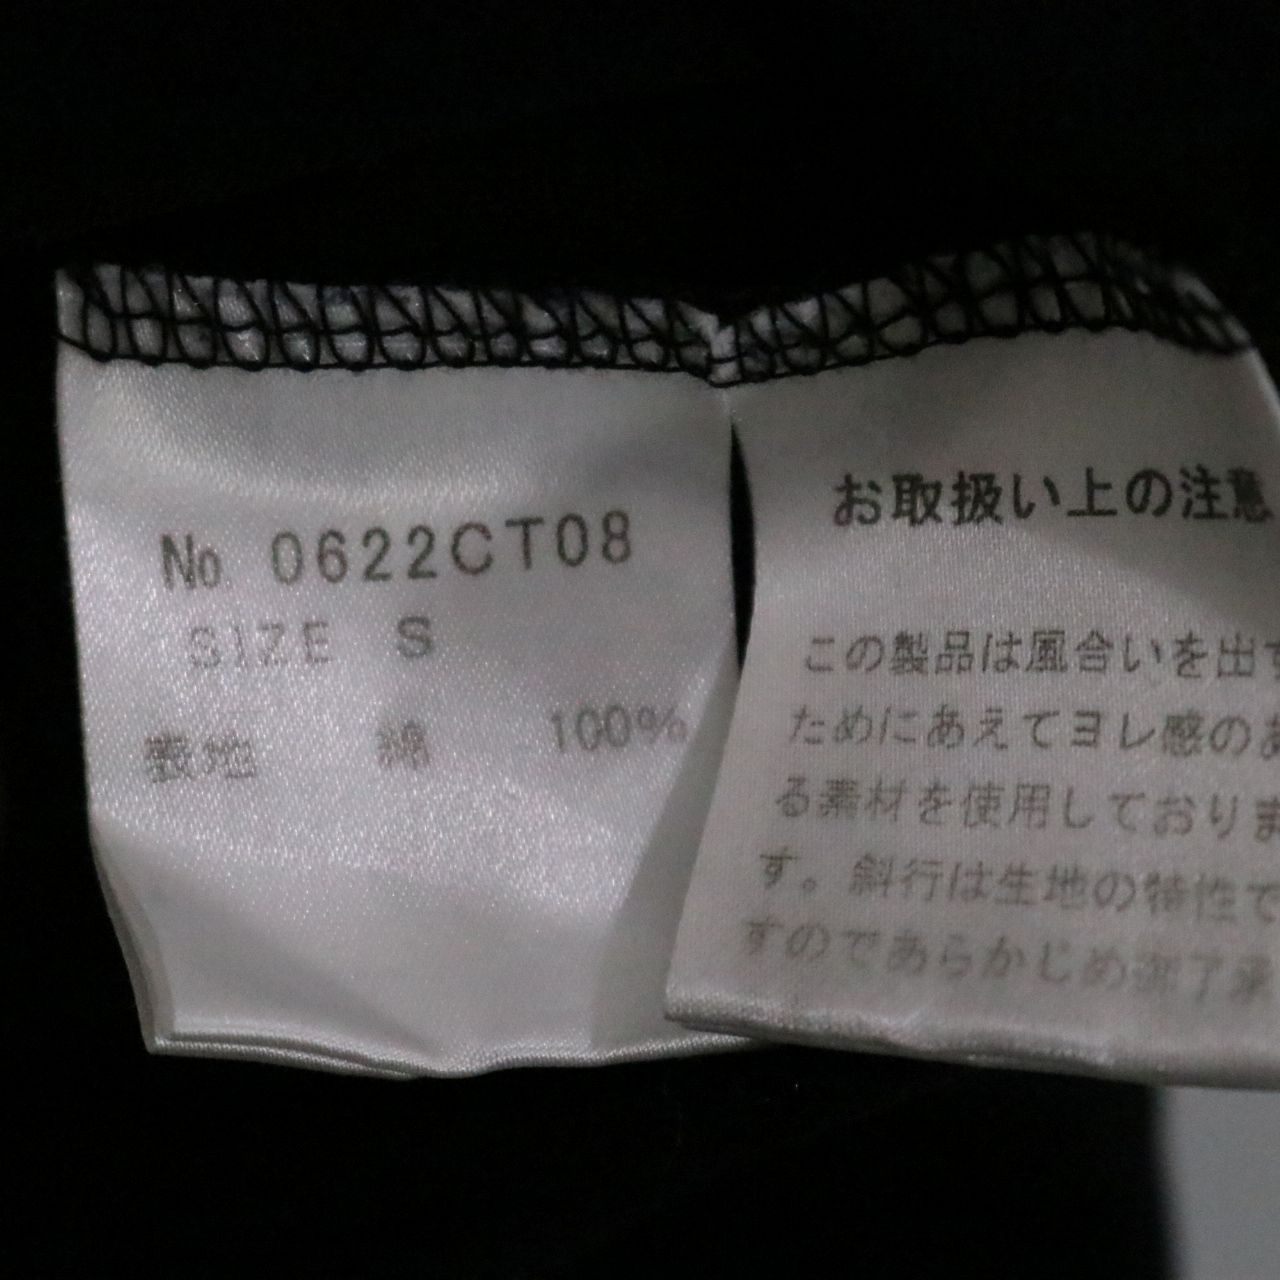 No 0622CT08
SIZE S
表地 綿 100%
お取扱い上の注意
この製品は風合いを出す
ためにあえてヨレ感のあ
る素材を使用しておりま
す。斜行は生地の特性で
すのであらかじめ御了承